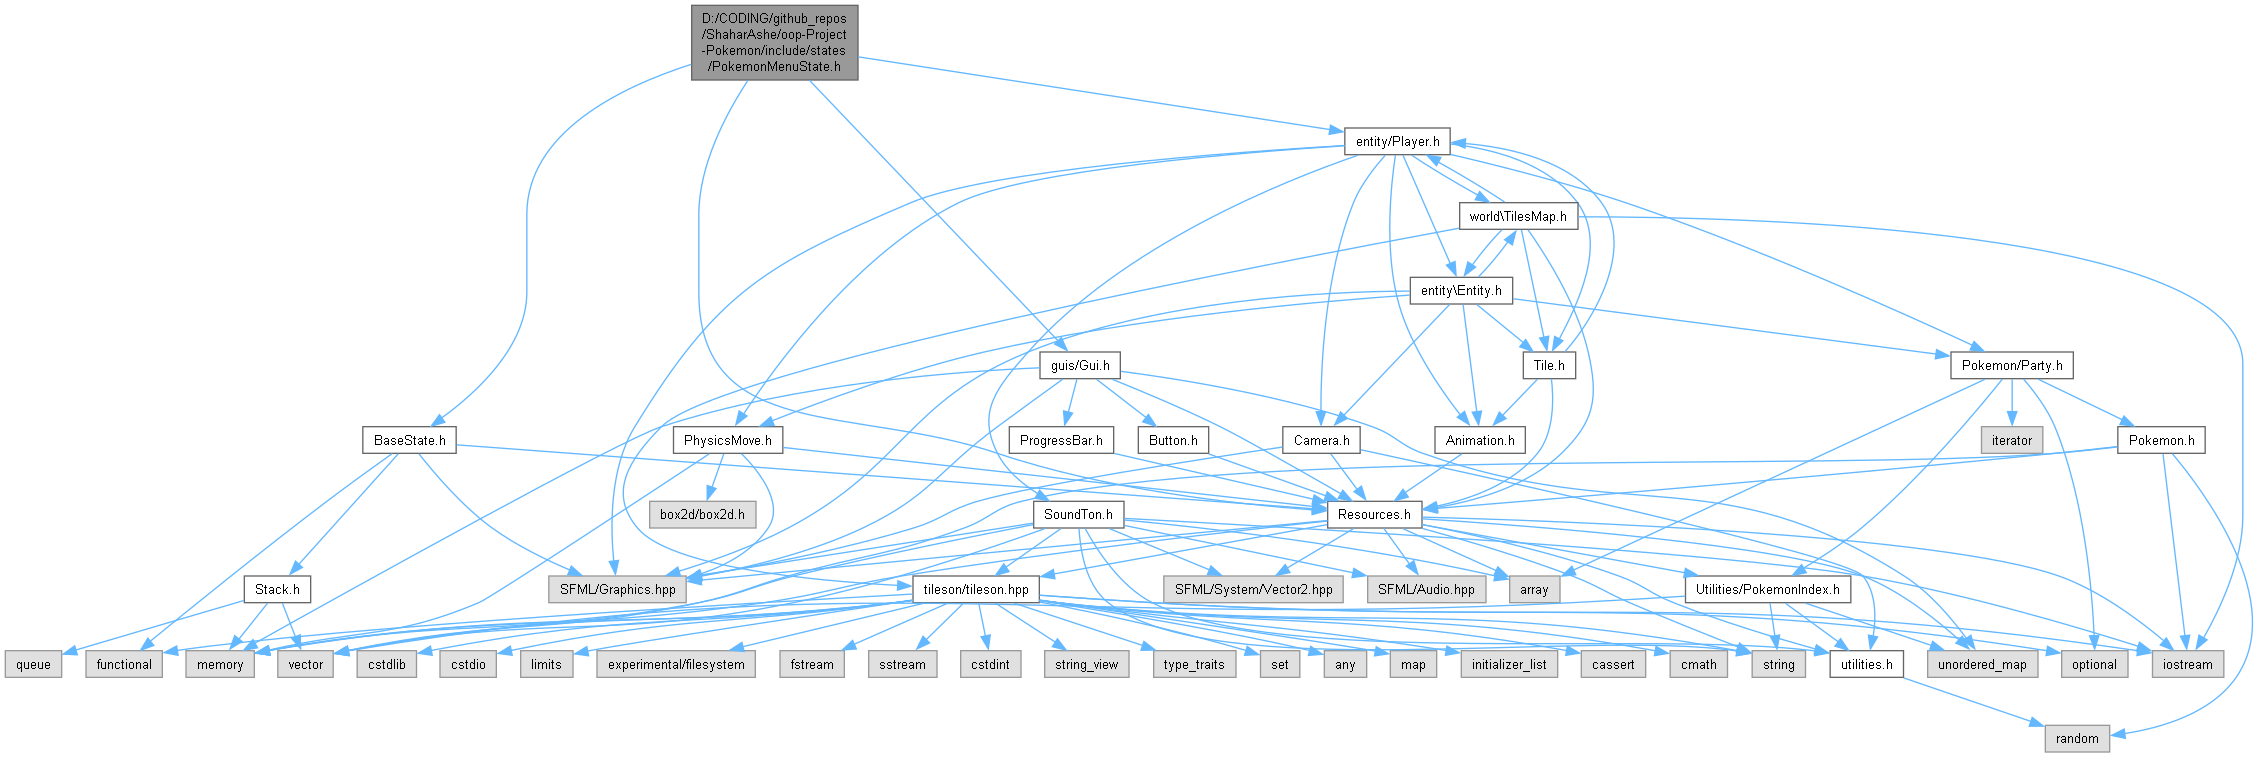 D:/CODING/github_repos
/ShaharAshe/oop-Project
-Pokemon/include/states
/PokemonMenuState.h
entity/Player.h
world\TilesMap.h
entity\Entity.h
guis/Gui.h
Tile.h
Pokemon/Party.h
BaseState.h
PhysicsMove.h
ProgressBar.h
Button.h
Camera.h
Animation.h
iterator
Pokemon.h
box2d/box2d.h
SoundTon.h
Resources.h
Stack.h
SFML/Graphics.hpp
tileson/tileson.hpp
SFML/System/Vector2.hpp
SFML/Audio.hpp
array
Utilities/PokemonIndex.h
queue
functional
memory
vector
cstdlib
cstdio
limits
experimental/filesystem
fstream
sstream
cstdint
string_view
type_traits
set
any
map
initializer_list
cassert
cmath
string
utilities.h
unordered_map
optional
iostream
random